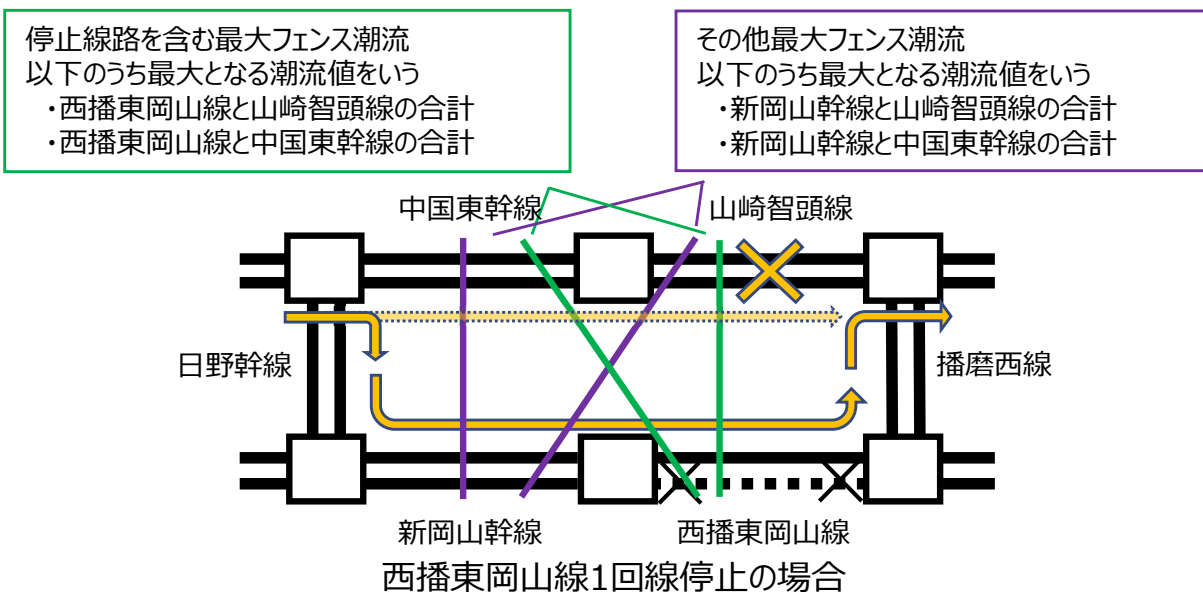 停止線路を含む最大フェンス潮流
以下のうち最大となる潮流値をいう
・西播東岡山線と山崎智頭線の合計
・西播東岡山線と中国東幹線の合計
その他最大フェンス潮流
以下のうち最大となる潮流値をいう
・新岡山幹線と山崎智頭線の合計
・新岡山幹線と中国東幹線の合計
中国東幹線
山崎智頭線
日野幹線
播磨西線
新岡山幹線
西播東岡山線
西播東岡山線1回線停止の場合